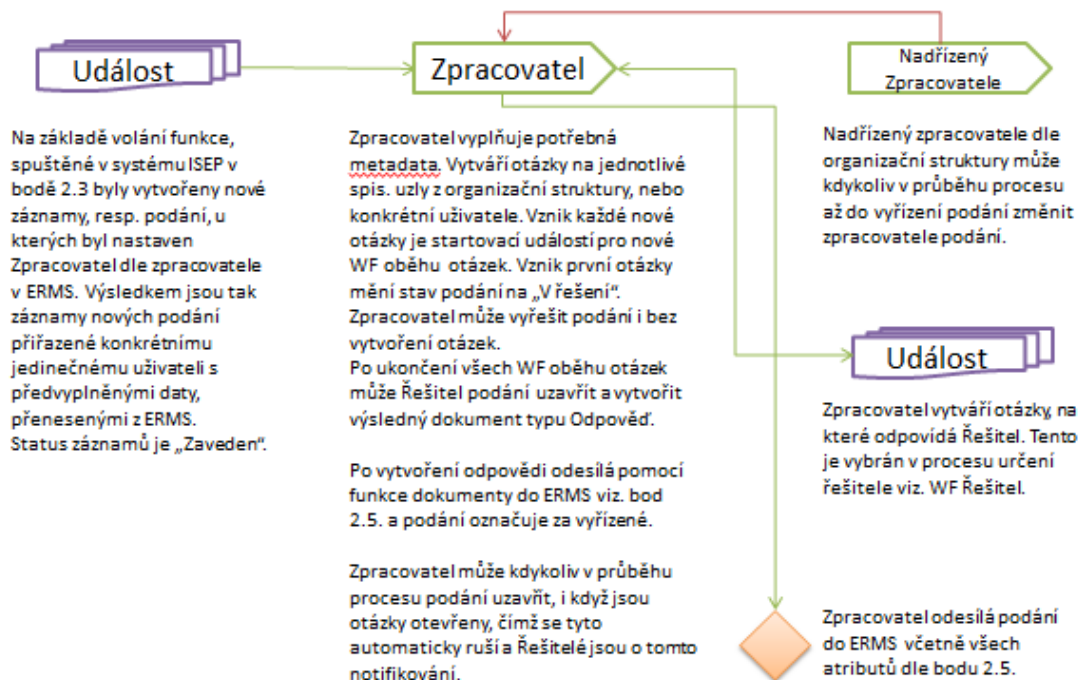 Událost
Na základě volání funkce,
spuštěné v systému ISEP v
bodě 2.3 byly vytvořeny nové
záznamy, resp. podání, u
kterých byl nastaven
Zpracovatel dle zpracovatele
v ERMS. Výsledkem jsou tak
záznamy nových podání
přiřazené konkrétnímu
jedinečnému uživateli s
předvyplněnými daty,
přenesenými z ERMS.
Status záznamů je „Zaveden“.
Zpracovatel
Zpracovatel vyplňuje potřebná
metadata. Vytváří otázky na jednotlivé
spis. uzly z organizační struktury, nebo
konkrétní uživatele. Vznik každé nové
otázky je startovací událostí pro nové
WF oběhu otázek. Vznik první otázky
mění stav podání na „V řešení“.
Zpracovatel může vyřešit podání i bez
vytvoření otázek.
Po ukončení všech WF oběhu otázek
může Řešitel podání uzavřít a vytvořit
výsledný dokument typu Odpověď.
Po vytvoření odpovědi odesílá pomocí
funkce dokumenty do ERMS viz. bod
2.5. a podání označuje za vyřízené.
Zpracovatel může kdykoliv v průběhu
procesu podání uzavřít, i když jsou
otázky otevřeny, čímž se tyto
automaticky ruší a Řešitelé jsou o tomto
notifikování.
Nadřízený
Zpracovatele
Nadřízený zpracovatele dle
organizační struktury může
kdykoliv v průběhu procesu
až do vyřízení podání změnit
zpracovatele podání.
Událost
Zpracovatel vytváří otázky, na
které odpovídá Řešitel. Tento
je vybrán v procesu určení
řešitele viz. WF Řešitel.
Zpracovatel odesílá podání
do ERMS včetně všech
atributů dle bodu 2.5.